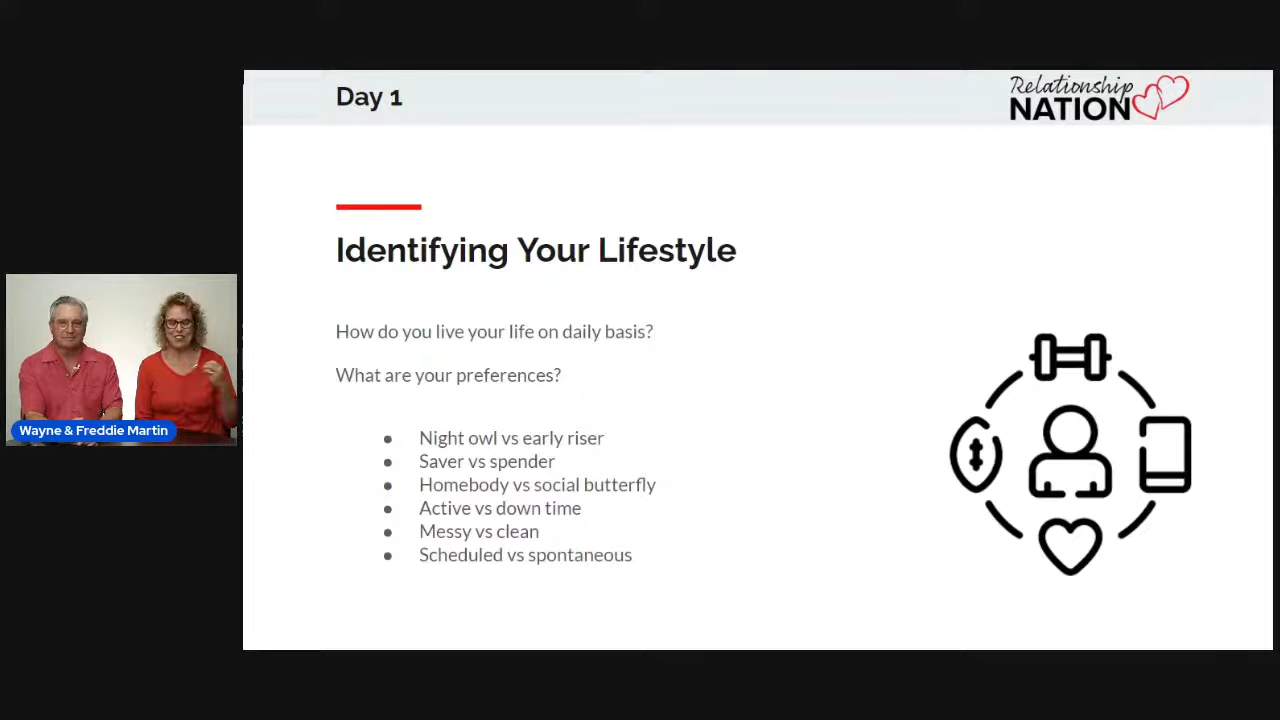 Day 1
Relationship
NATION
Identifying Your Lifestyle
How do you live your life on daily basis?
What are your preferences?
● Night owl vs early riser
● Saver vs spender
● Homebody vs social butterfly
● Active vs down time
● Messy vs clean
● Scheduled vs spontaneous
Wayne & Freddie Martin